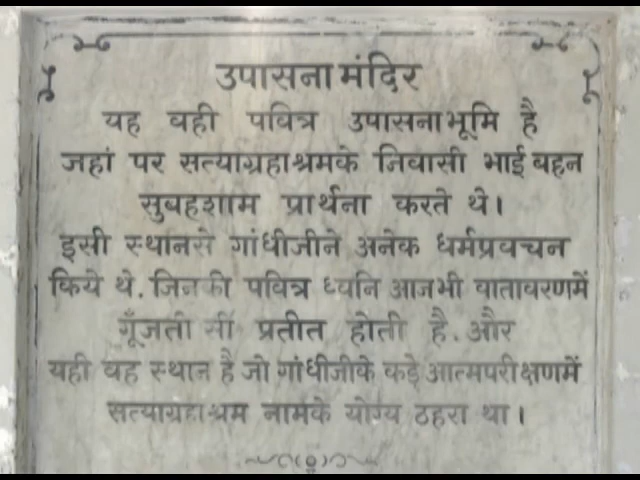 उपासना मंदिर
यह वही पवित्र उपासनाभूमि है
जहां पर सत्याग्रहाश्रमके निवासी भाई बहन
सुबहशाम प्रार्थना करते थे।
इसी स्थानसे गांधीजीने अनेक धर्मप्रवचन
किये थे. जिनकी पवित्र ध्वनि आजभी वातावरणमें
गूँजती सी प्रतीत होती है. और
यही वह स्थान है जो गांधीजीके कड़े आत्मपरीक्षणमें
सत्याग्रहाश्रम नामके योग्य ठहरा था।